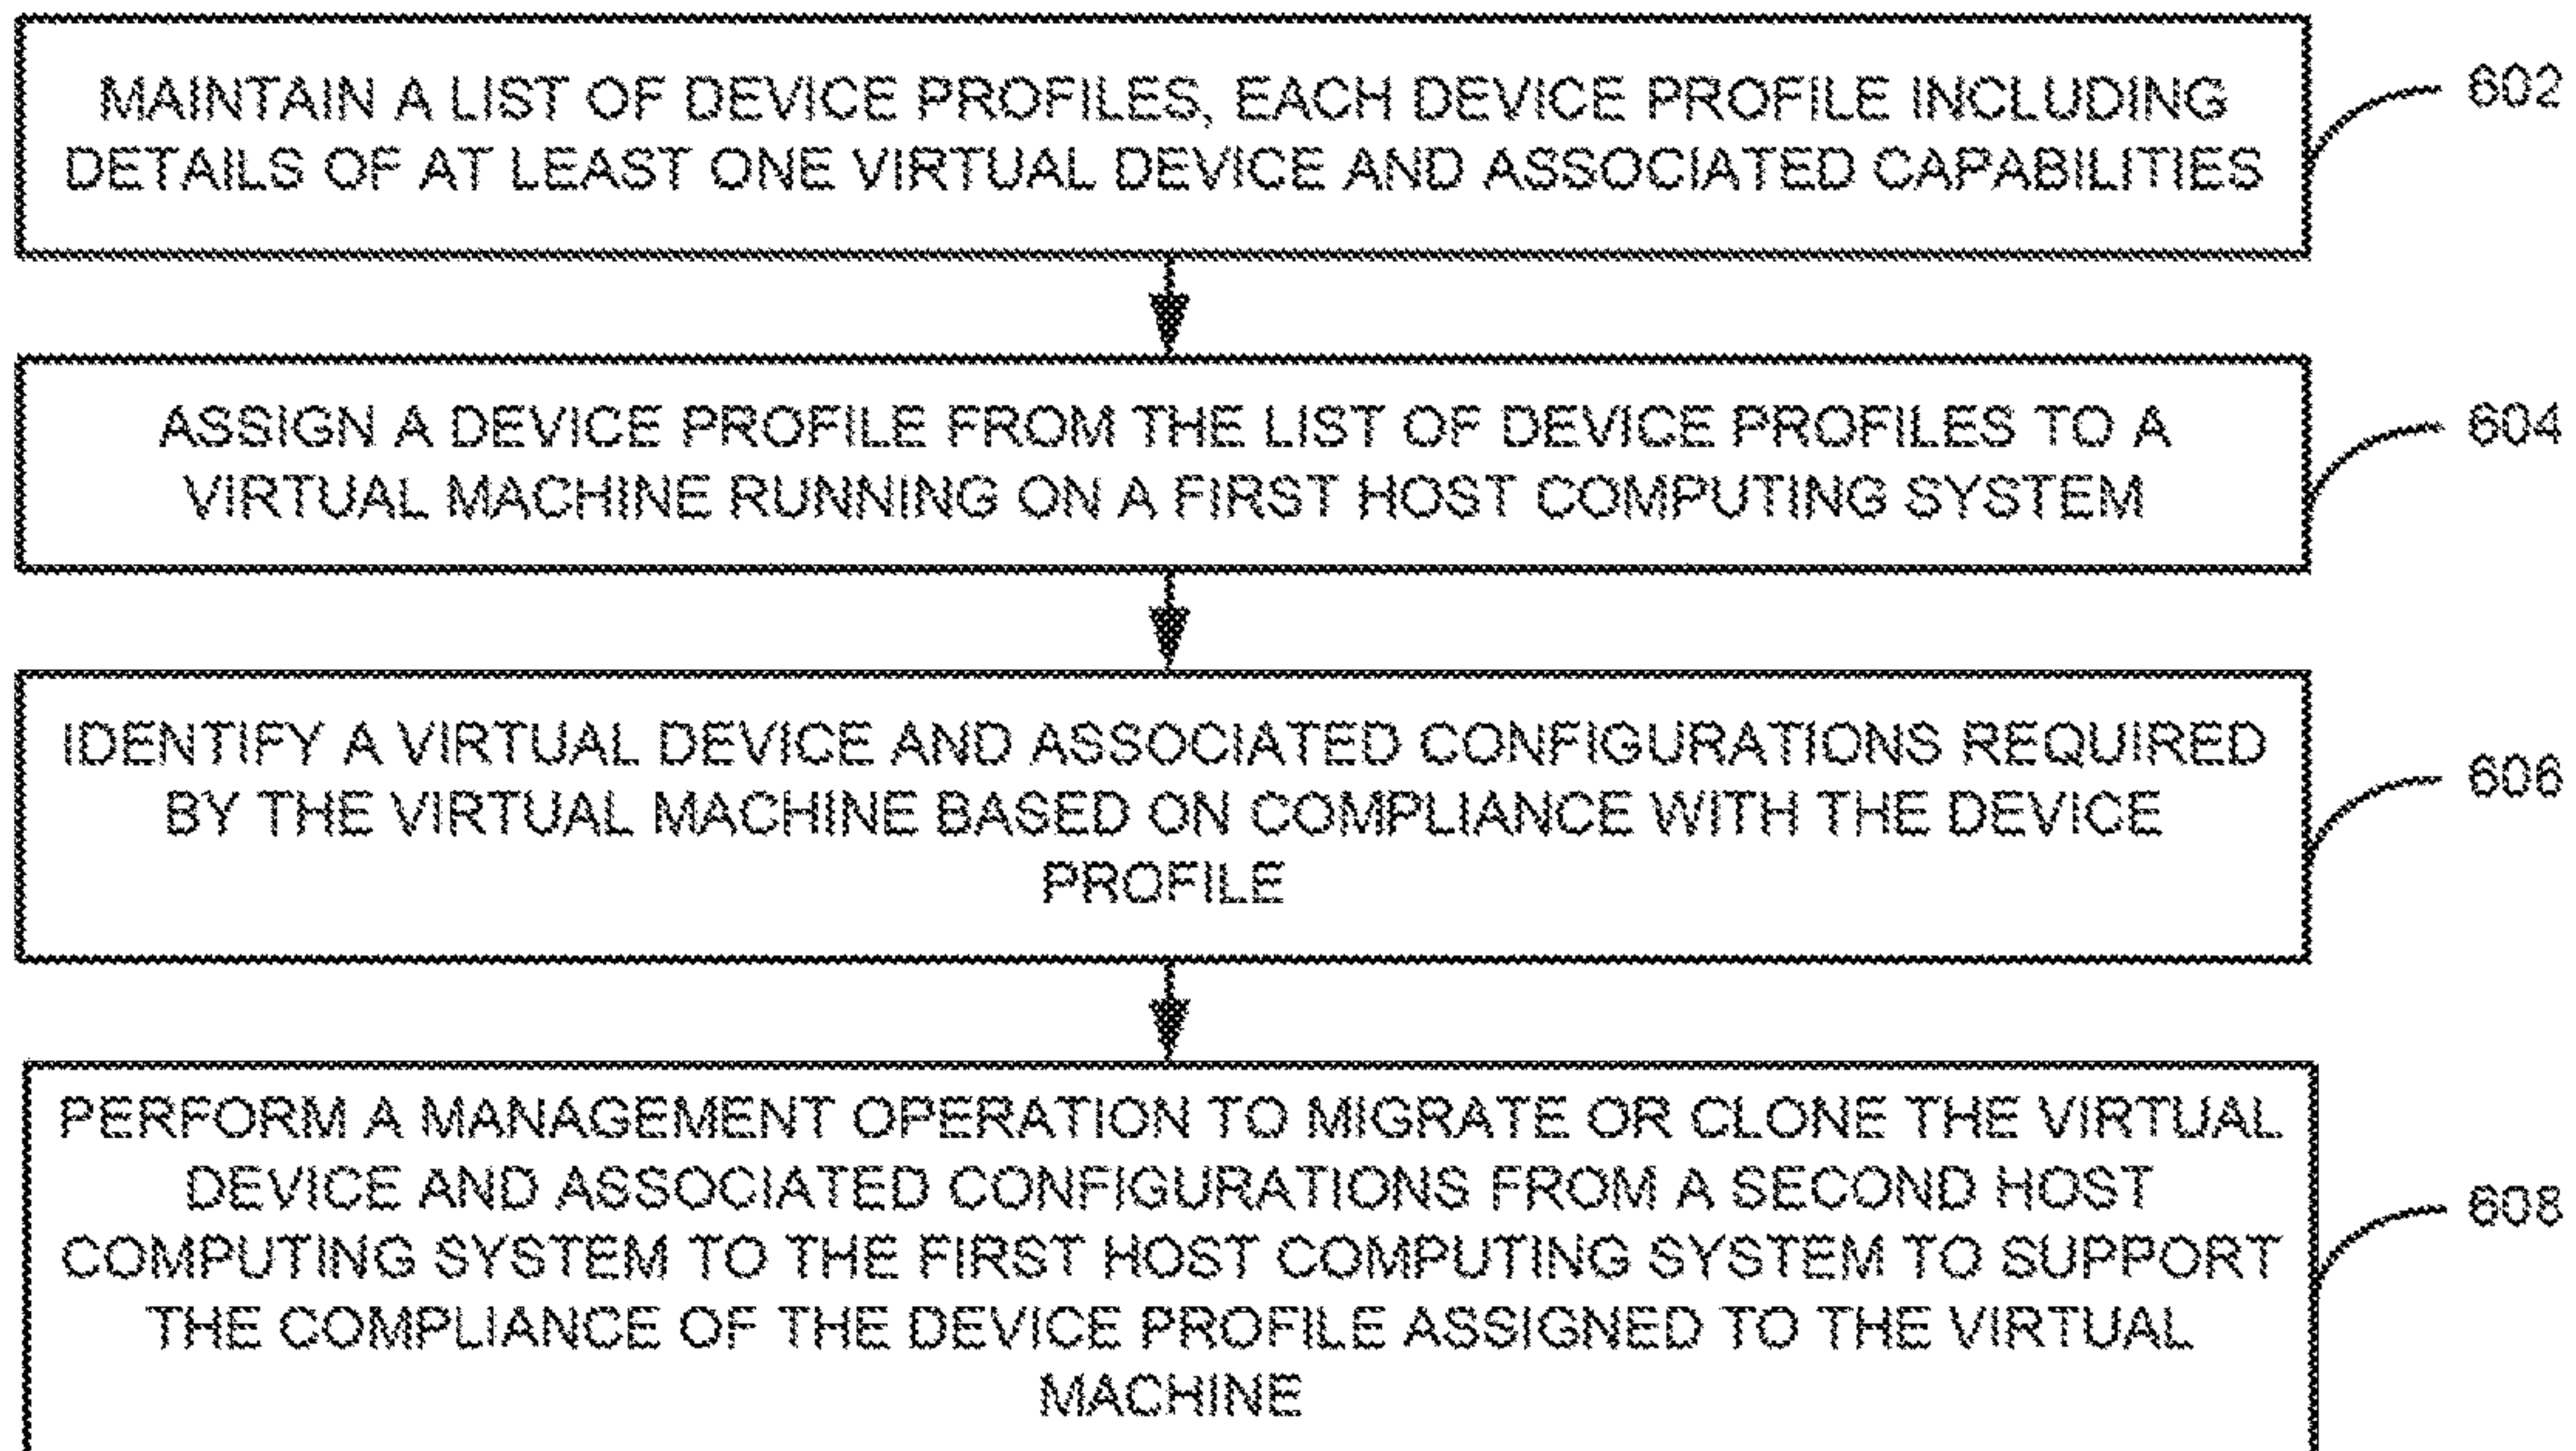 MAINTAIN A LIST OF DEVICE PROFILES, EACH DEVICE PROFILE INCLUDING
DETAILS OF AT LEAST ONE VIRTUAL DEVICE AND ASSOCIATED CAPABILITIES
602
ASSIGN A DEVICE PROFILE FROM THE LIST OF DEVICE PROFILES TO A
VIRTUAL MACHINE RUNNING ON A FIRST HOST COMPUTING SYSTEM
604
IDENTIFY A VIRTUAL DEVICE AND ASSOCIATED CONFIGURATIONS REQUIRED
BY THE VIRTUAL MACHINE BASED ON COMPLIANCE WITH THE DEVICE
PROFILE
606
PERFORM A MANAGEMENT OPERATION TO MIGRATE OR CLONE THE VIRTUAL
DEVICE AND ASSOCIATED CONFIGURATIONS FROM A SECOND HOST
COMPUTING SYSTEM TO THE FIRST HOST COMPUTING SYSTEM TO SUPPORT
THE COMPLIANCE OF THE DEVICE PROFILE ASSIGNED TO THE VIRTUAL
MACHINE
608